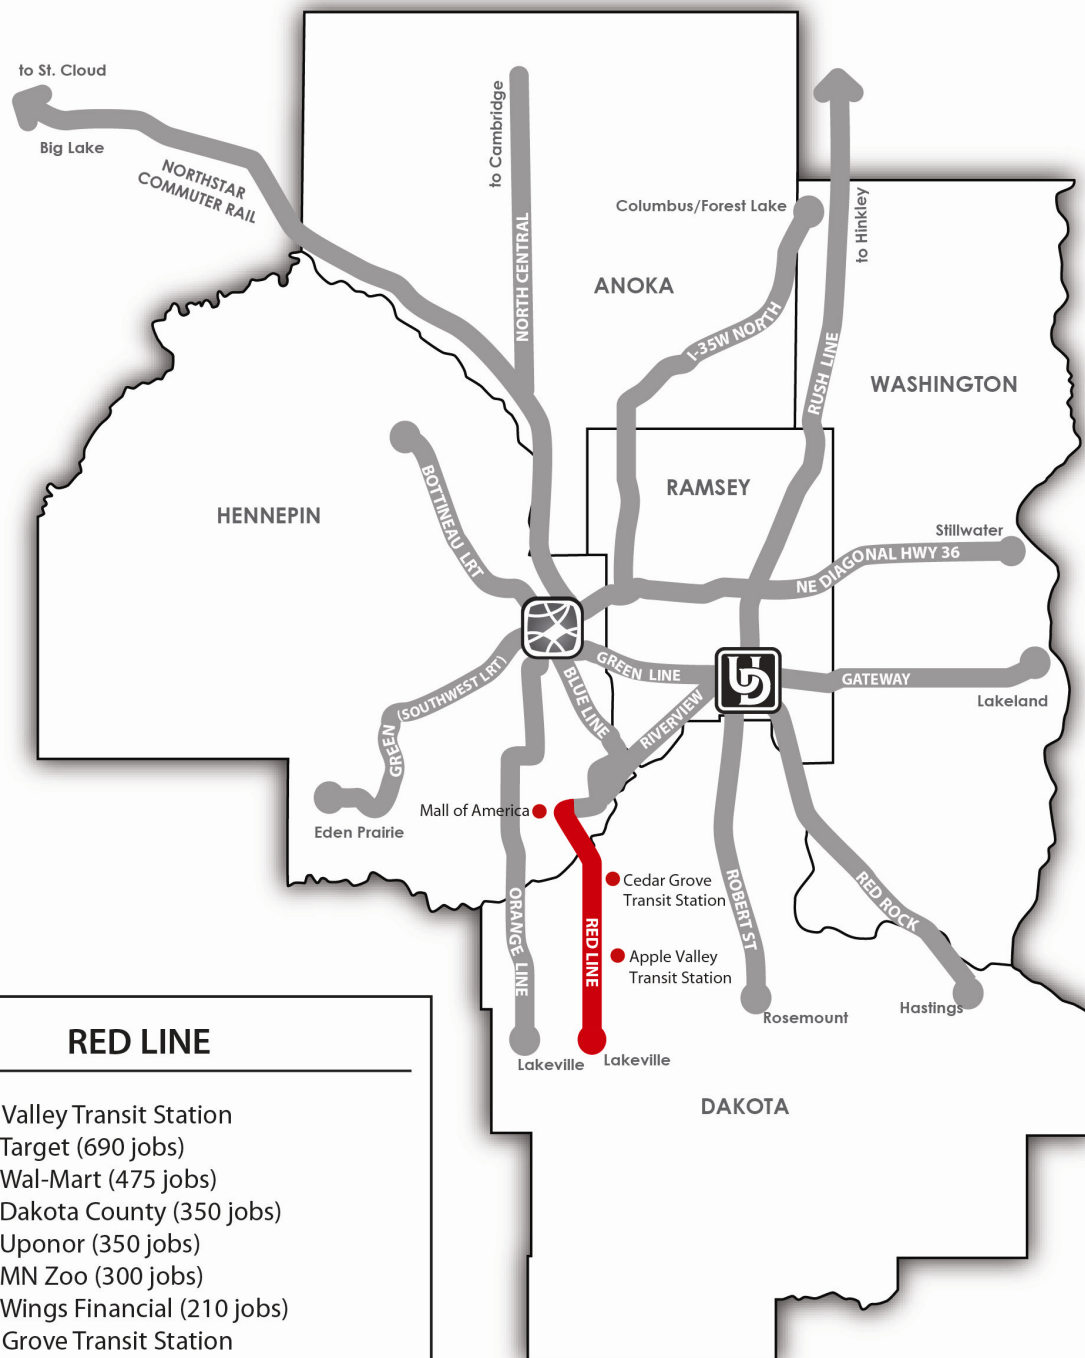 to St. Cloud
Big Lake
NORTHSTAR
COMMUTER RAIL
to Cambridge
NORTH CENTRAL
Columbus/Forest Lake
to Hinkley
ANOKA
I-35W NORTH
RUSH LINE
WASHINGTON
RAMSEY
HENNEPIN
BOTTINEAU LRT
Stillwater
NE DIAGONAL HWY 36
GREEN (SOUTHWEST LRT)
GREEN LINE
BLUE LINE
RIVERVIEW
UD
GATEWAY
Lakeland
Eden Prairie
Mall of America
Cedar Grove
Transit Station
ORANGE LINE
RED LINE
ROBERT ST
RED ROCK
Apple Valley
Transit Station
Rosemount
Hastings
Lakeville
Lakeville
DAKOTA
RED LINE
Valley Transit Station
Target (690 jobs)
Wal-Mart (475 jobs)
Dakota County (350 jobs)
Uponor (350 jobs)
MN Zoo (300 jobs)
Wings Financial (210 jobs)
Grove Transit Station